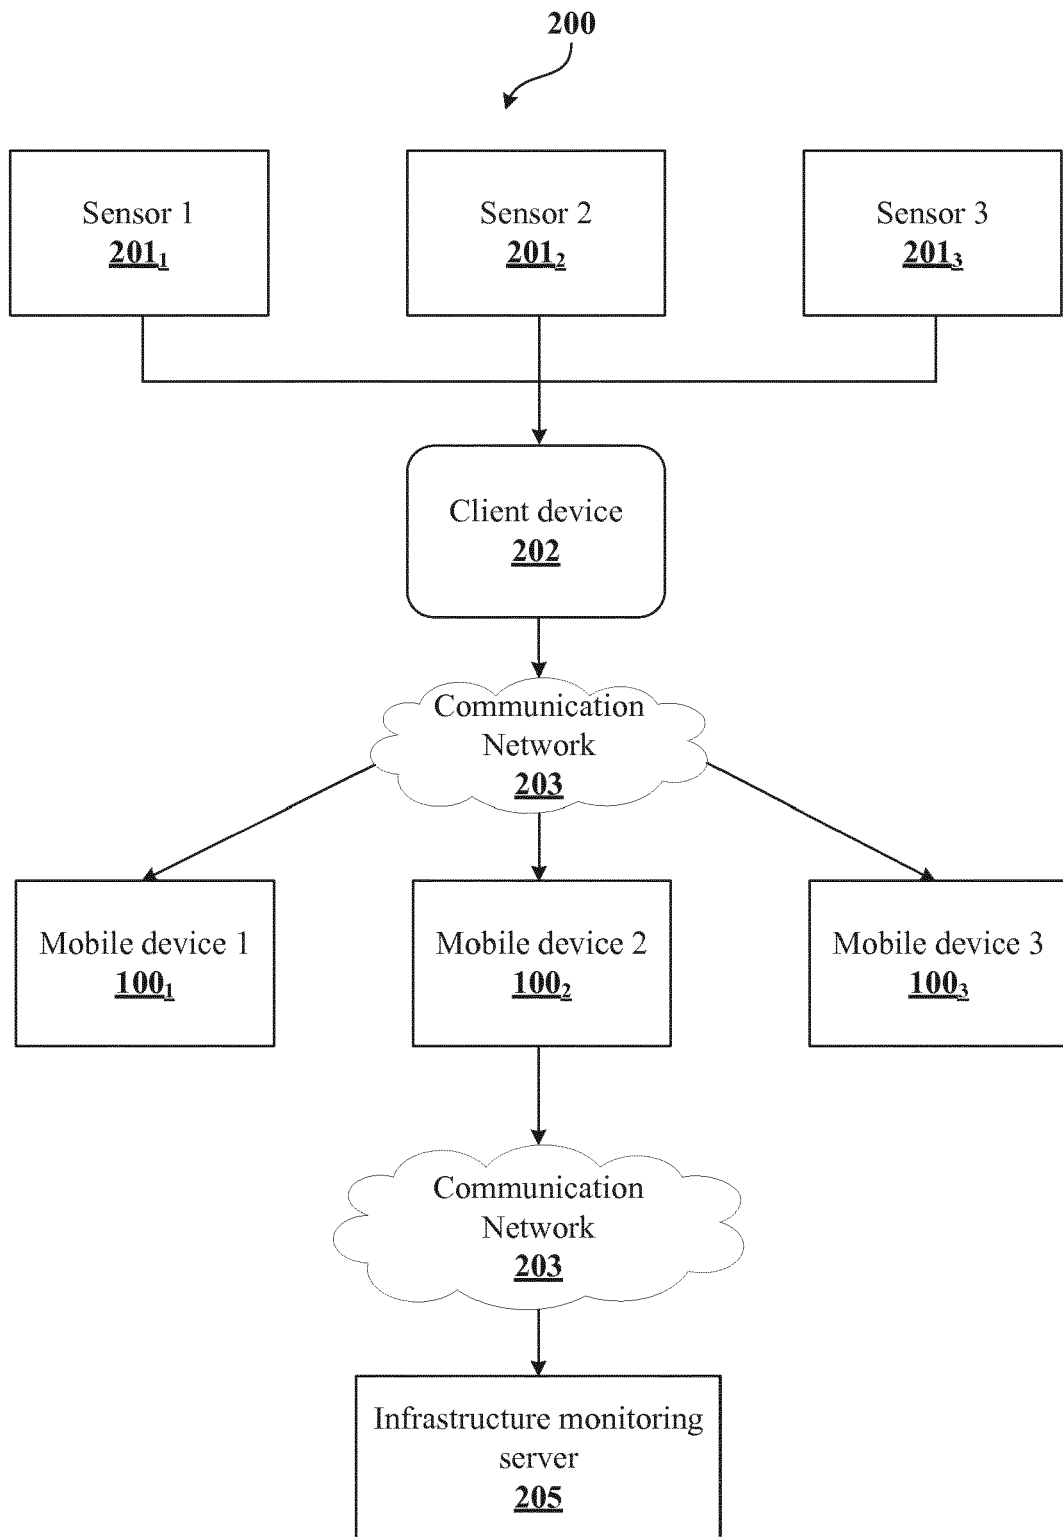 200
Sensor 1
201₁
Sensor 2
201₂
Sensor 3
201₃
Client device
202
Communication
Network
203
Mobile device 1
100₁
Mobile device 2
100₂
Mobile device 3
100₃
Communication
Network
203
Infrastructure monitoring
server
205